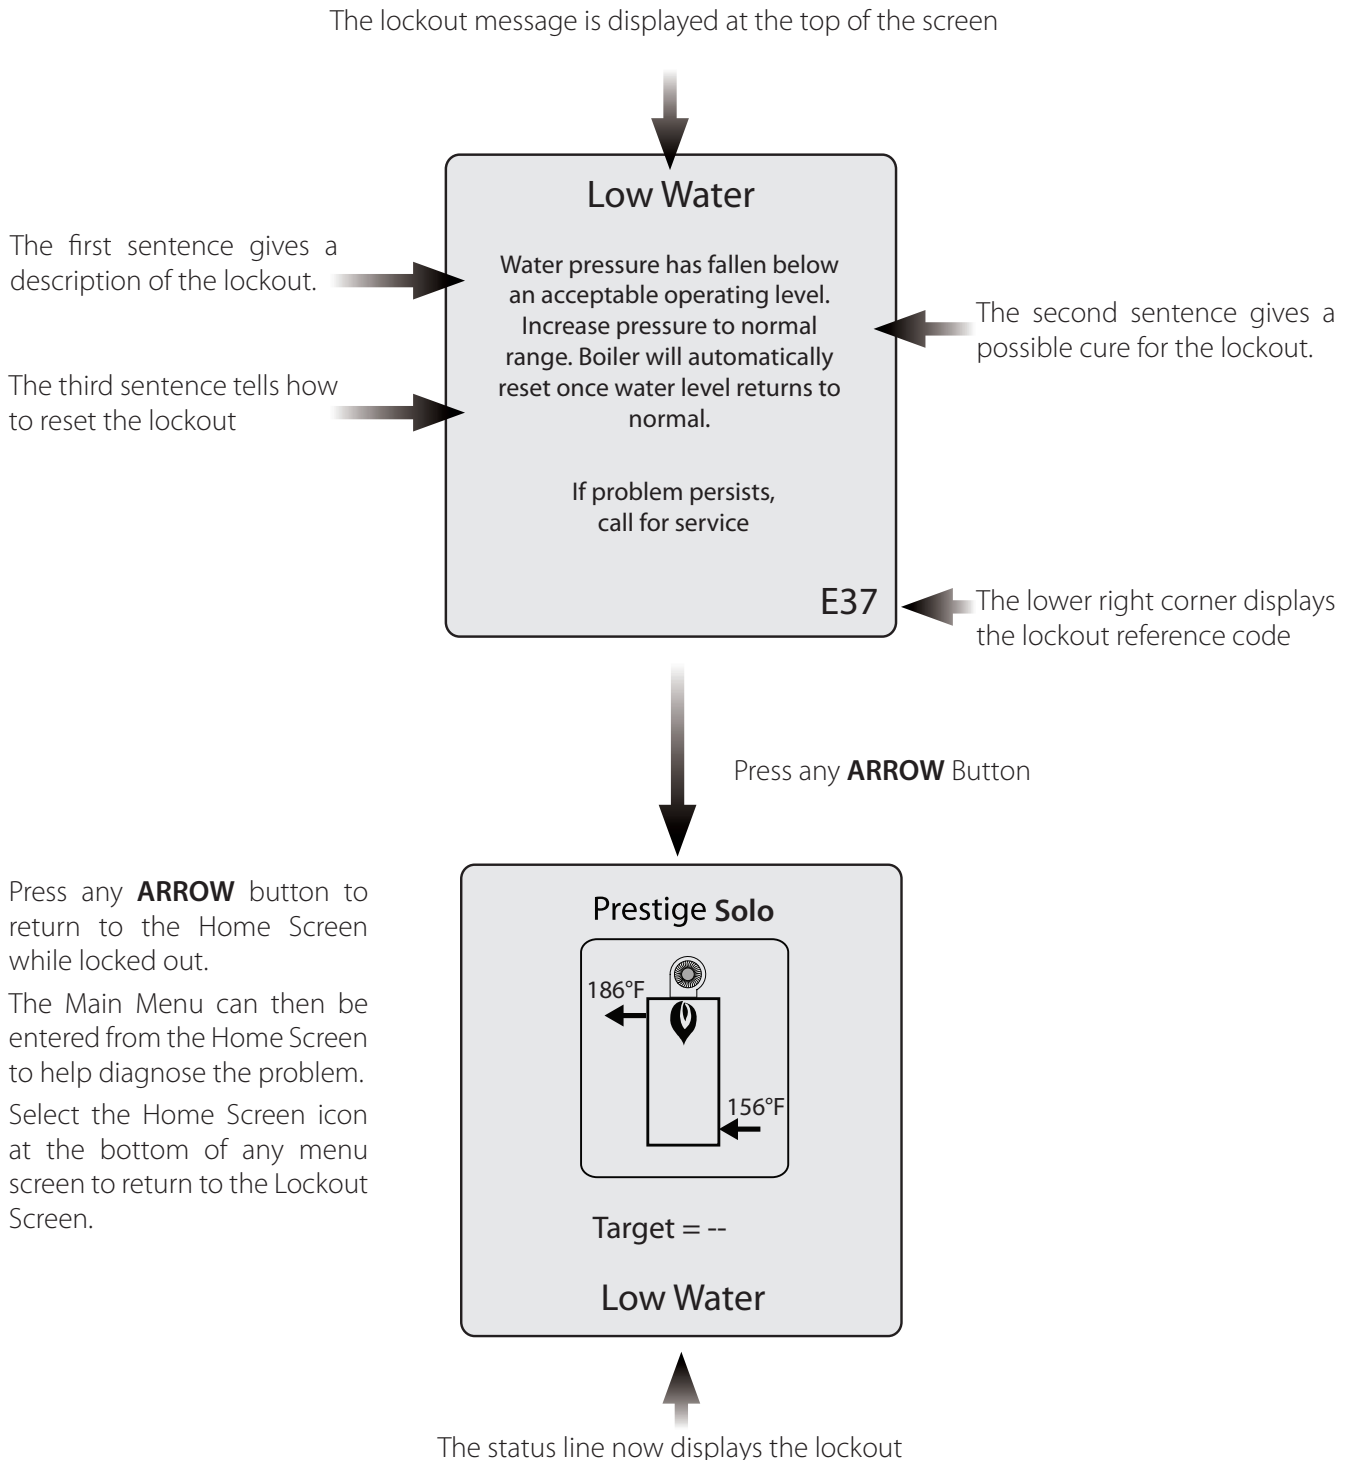 The lockout message is displayed at the top of the screen
Low Water
The first sentence gives a
description of the lockout.
Water pressure has fallen below
an acceptable operating level.
Increase pressure to normal
range. Boiler will automatically
reset once water level returns to
normal.
The second sentence gives a
possible cure for the lockout.
The third sentence tells how
to reset the lockout
If problem persists,
call for service
E37
The lower right corner displays
the lockout reference code
Press any ARROW Button
Press any ARROW button to
return to the Home Screen
while locked out.
The Main Menu can then be
entered from the Home Screen
to help diagnose the problem.
Select the Home Screen icon
at the bottom of any menu
screen to return to the Lockout
Screen.
Prestige Solo
186°F
156°F
Target = --
Low Water
The status line now displays the lockout